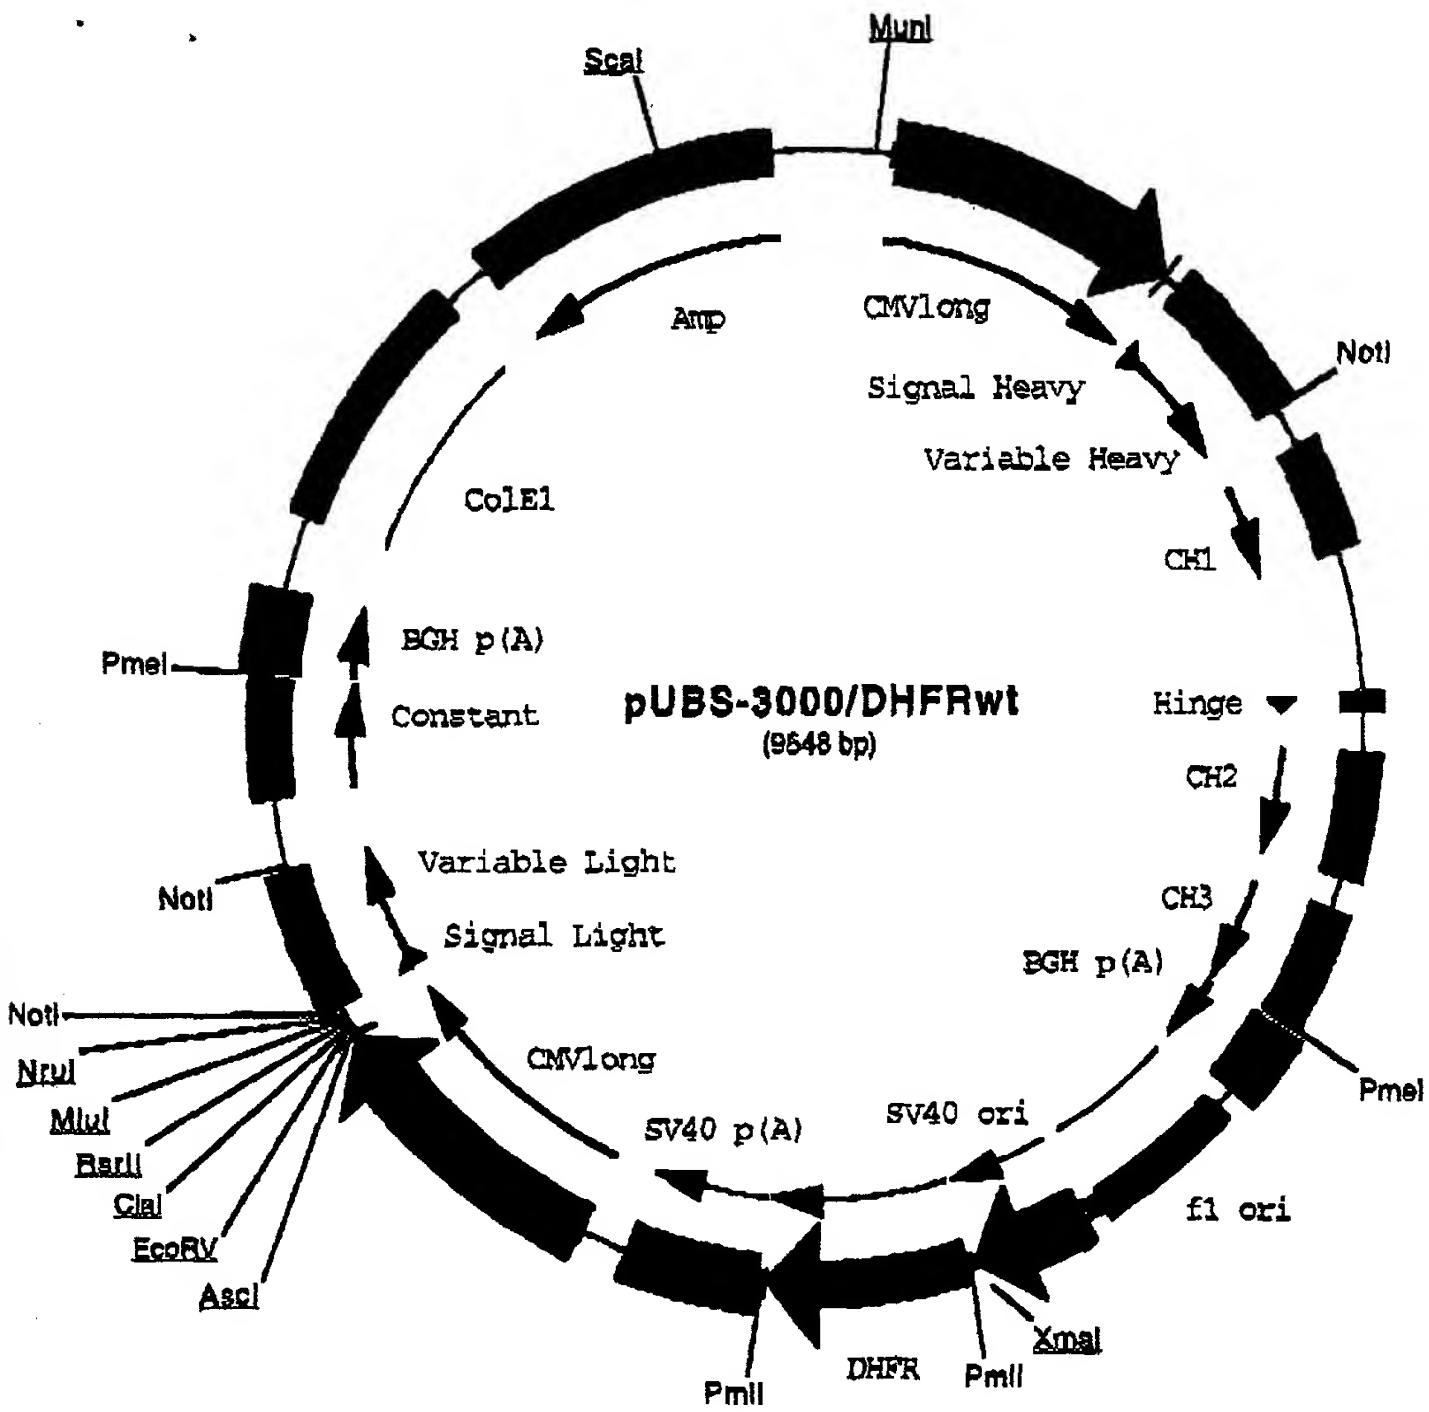 MunI
ScaI
CMVlong
Amp
NotI
Signal Heavy
Variable Heavy
ColE1
CH1
BGH p(A)
PmeI
pUBS-3000/DHFRwt
Hinge
Constant
(9548 bp)
CH2
Variable Light
NotI
CH3
Signal Light
BGH p(A)
NotI
CMVlong
NruI
PmeI
MluI
SV40 ori
SV40 p(A)
RsrII
ClaI
f1 ori
EcoRV
AscI
XmaI
DHFR
PmlI
PmlI